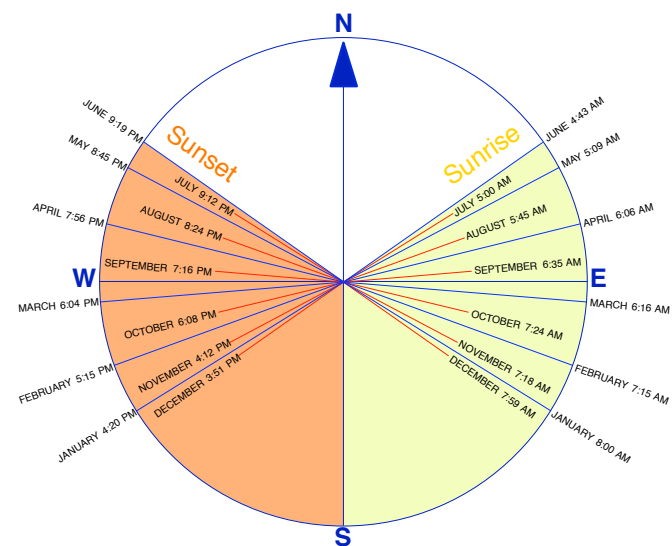 N
JUNE 9:19 PM
MAY 8:45 PM
APRIL 7:56 PM
MARCH 6:04 PM
FEBRUARY 5:15 PM
JANUARY 4:20 PM
Sunset
JULY 9:12 PM
AUGUST 8:24 PM
SEPTEMBER 7:16 PM
W
OCTOBER 6:08 PM
NOVEMBER 4:12 PM
DECEMBER 3:51 PM
Sunrise
JULY 5:00 AM
AUGUST 5:45 AM
SEPTEMBER 6:35 AM
E
OCTOBER 7:24 AM
NOVEMBER 7:18 AM
DECEMBER 7:59 AM
JUNE 4:43 AM
MAY 5:09 AM
APRIL 6:06 AM
MARCH 6:16 AM
FEBRUARY 7:15 AM
JANUARY 8:00 AM
S